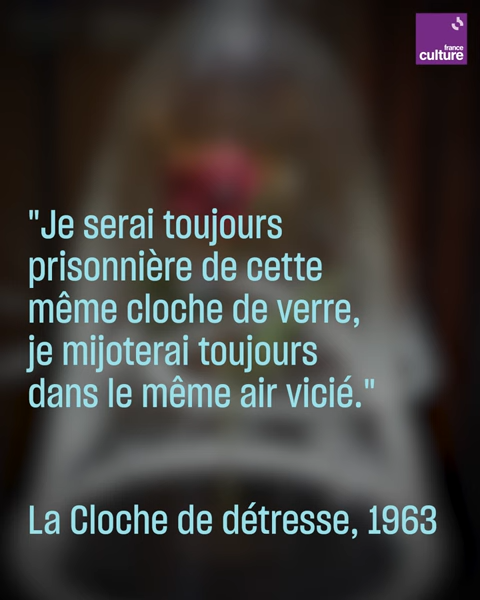 france
culture
"Je serai toujours
prisonnière de cette
même cloche de verre,
je mijoterai toujours
dans le même air vicié."
La Cloche de détresse, 1963